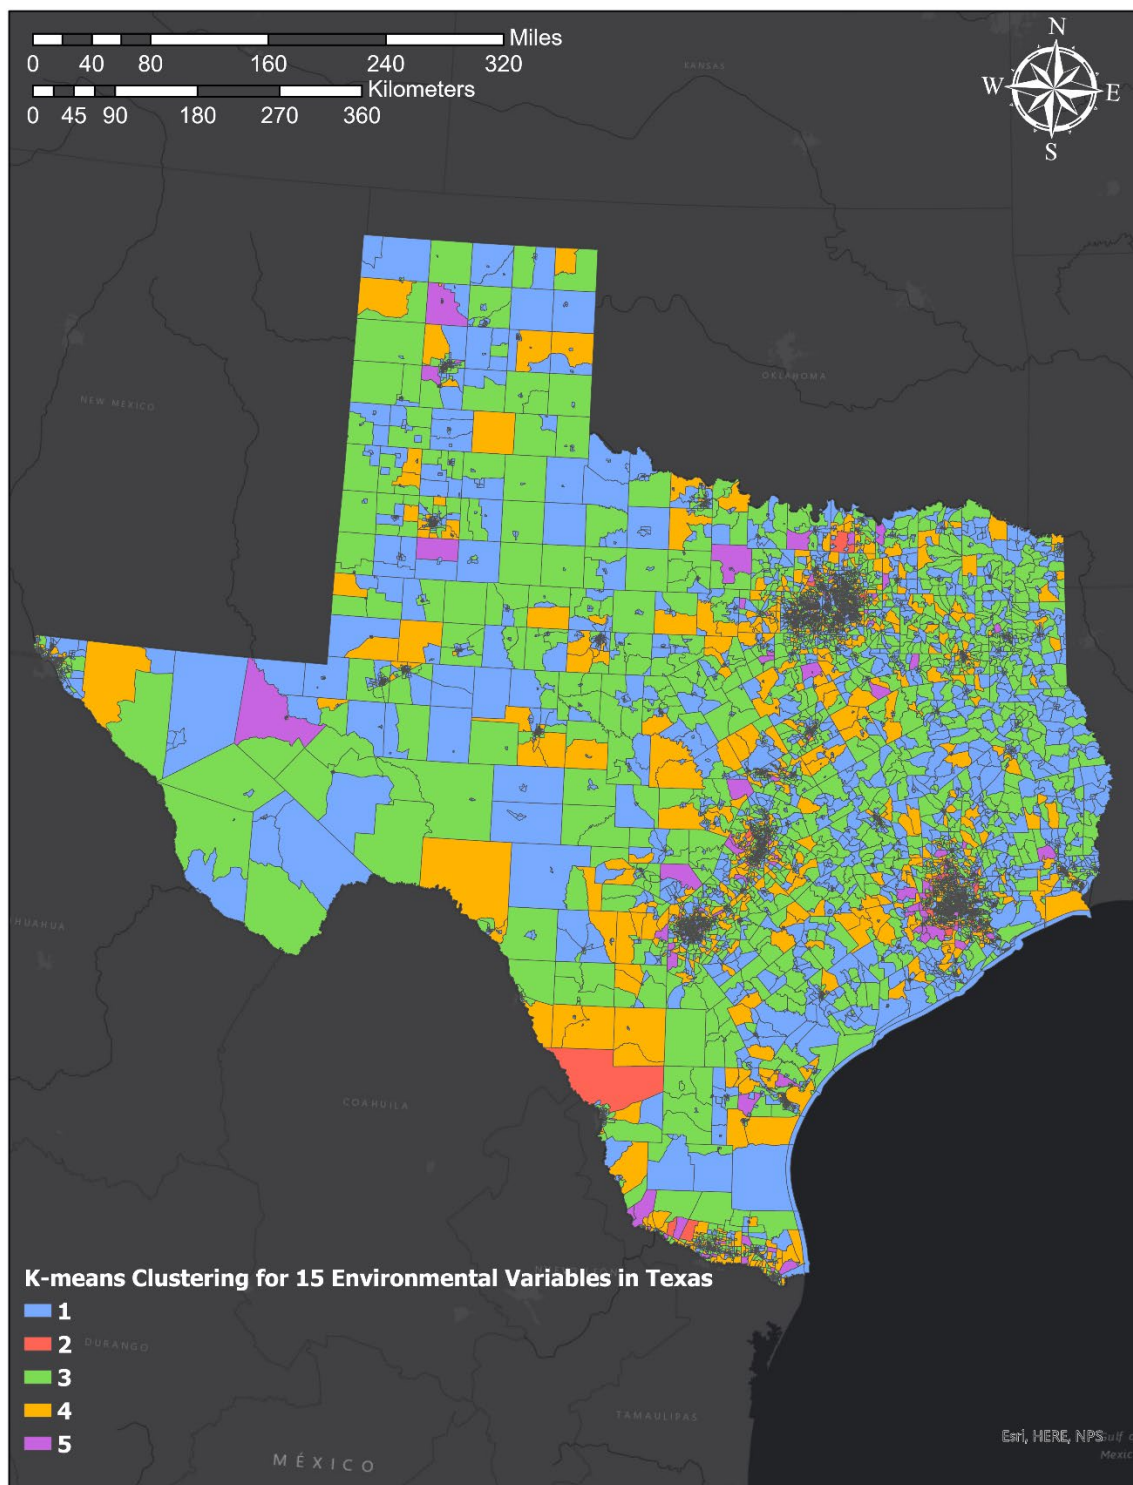 Miles
0 40 80 160 240 320
Kilometers
0 45 90 180 270 360
N
W E
S
KANSAS
OKLAHOMA
NEW MEXICO
COAHUILA
K-means Clustering for 15 Environmental Variables in Texas
1
2
3
4
5
DURANGO
TAMAULIPAS
MÉXICO
Esri, HERE, NPS